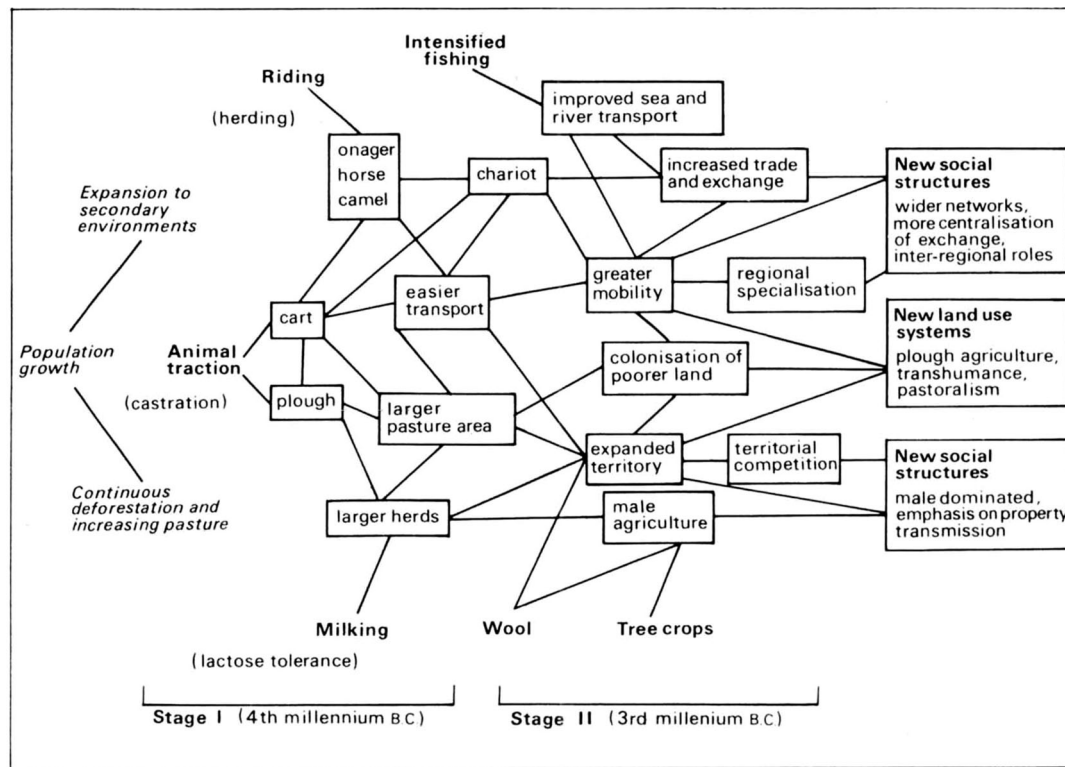 Intensified
fishing
Riding
(herding)
improved sea and
river transport
onager
horse
camel
chariot
increased trade
and exchange
New social
structures
wider networks,
more centralisation
of exchange,
inter-regional roles
Expansion to
secondary
environments
easier
transport
greater
mobility
regional
specialisation
cart
New land use
systems
plough agriculture,
transhumance,
pastoralism
Population
growth
Animal
traction
(castration)
colonisation of
poorer land
plough
larger
pasture area
expanded
territory
territorial
competition
New social
structures
male dominated,
emphasis on property
transmission
Continuous
deforestation and
increasing pasture
larger herds
male
agriculture
Milking
(lactose tolerance)
Wool
Tree crops
Stage I (4th millennium B.C)
Stage II (3rd millenium B.C)